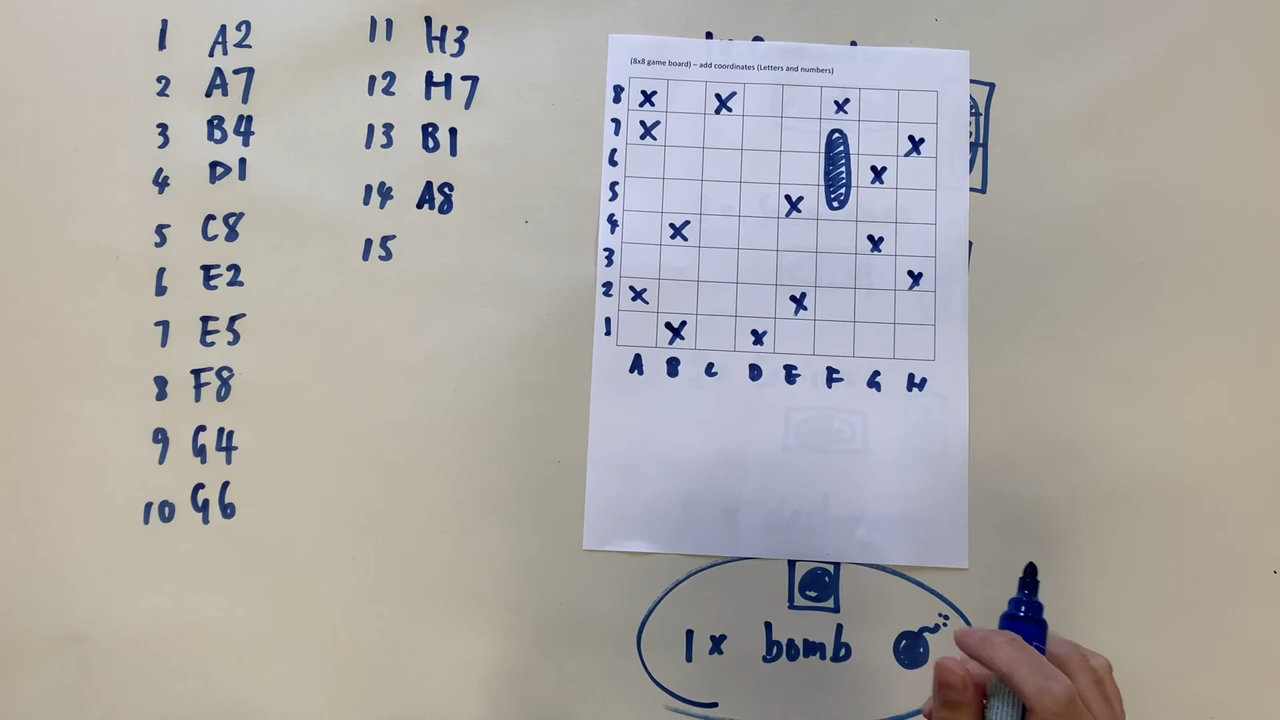 1 A2
2 A7
3 B4
4 D1
5 C8
6 E2
7 E5
8 F8
9 G4
10 G6
11 H3
12 H7
13 B1
14 A8
15
(8x8 game board) – add coordinates (Letters and numbers)
8 x x x
7 x x
6 x
5 x
4 x x
3 x
2 x x
1 x x
A B C D E F G H
1x bomb